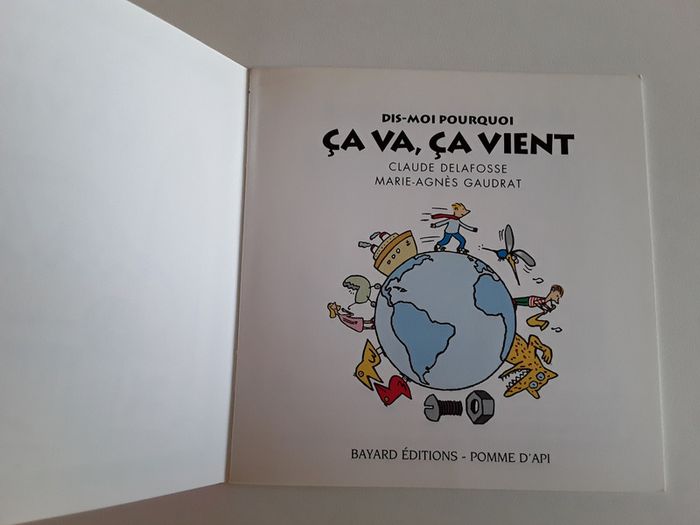 DIS-MOI POURQUOI
ÇA VA, ÇA VIENT
CLAUDE DELAFOSSE
MARIE-AGNÈS GAUDRAT
BAYARD ÉDITIONS - POMME D'API